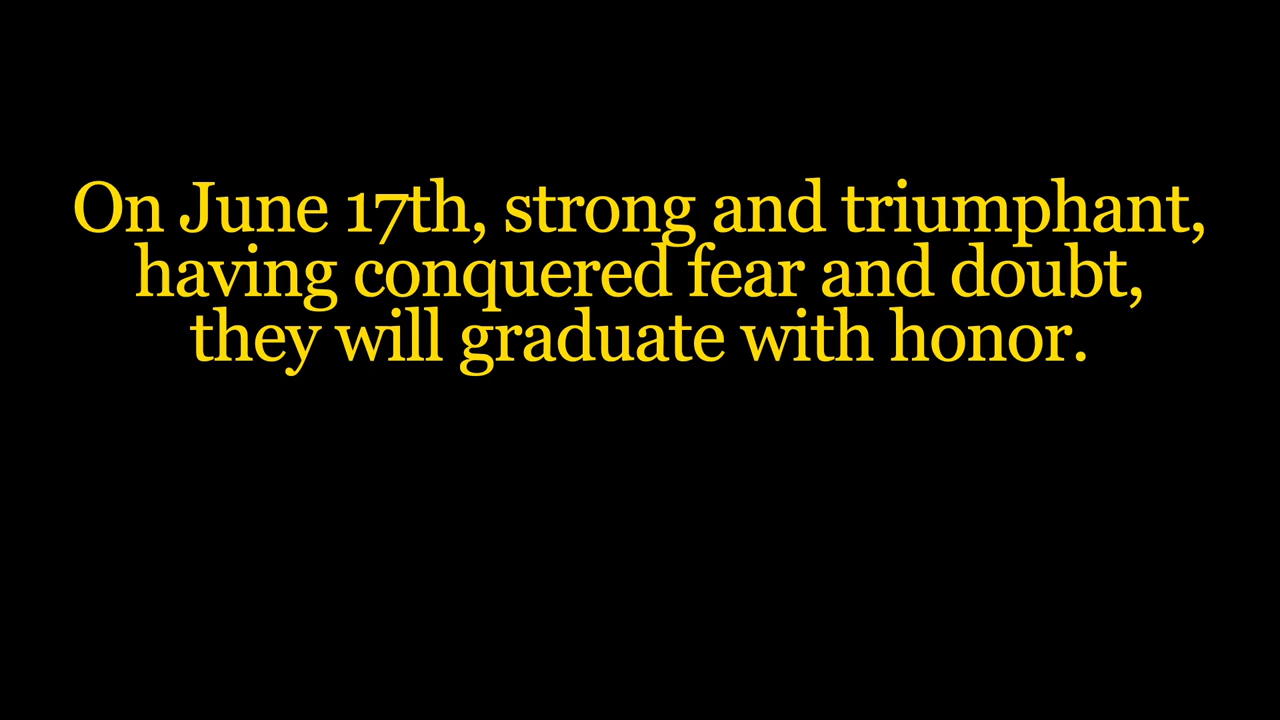 On June 17th, strong and triumphant,
having conquered fear and doubt,
they will graduate with honor.